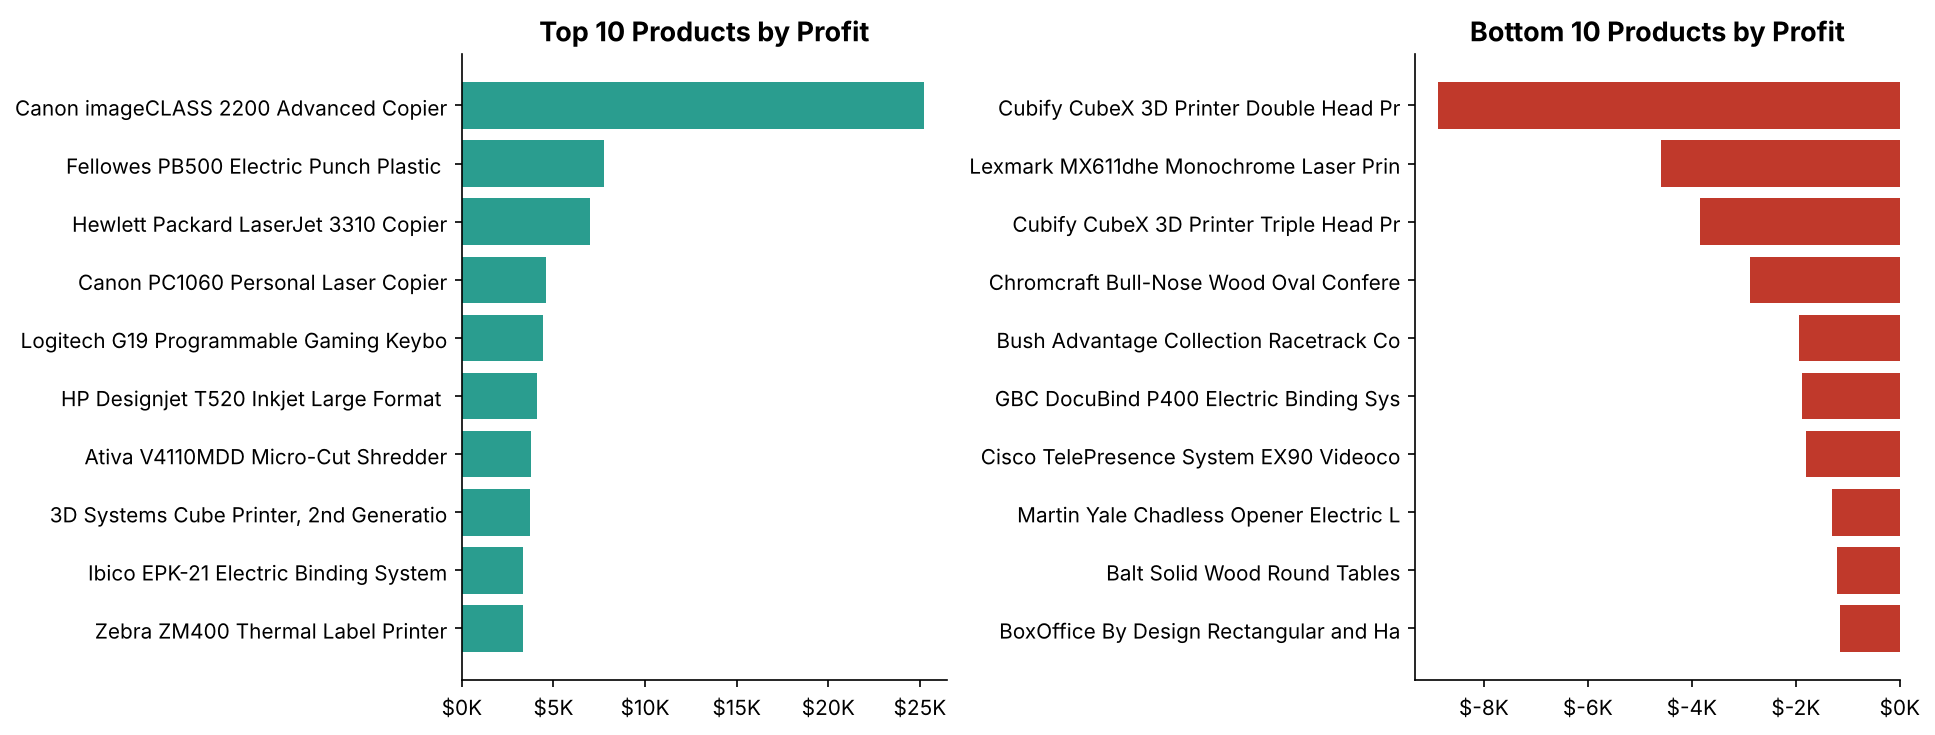 Top 10 Products by Profit
Canon imageCLASS 2200 Advanced Copier
Fellowes PB500 Electric Punch Plastic
Hewlett Packard LaserJet 3310 Copier
Canon PC1060 Personal Laser Copier
Logitech G19 Programmable Gaming Keybo
HP Designjet T520 Inkjet Large Format
Ativa V4110MDD Micro-Cut Shredder
3D Systems Cube Printer, 2nd Generatio
Ibico EPK-21 Electric Binding System
Zebra ZM400 Thermal Label Printer
$0K $5K $10K $15K $20K $25K
Bottom 10 Products by Profit
Cubify CubeX 3D Printer Double Head Pr
Lexmark MX611dhe Monochrome Laser Prin
Cubify CubeX 3D Printer Triple Head Pr
Chromcraft Bull-Nose Wood Oval Confere
Bush Advantage Collection Racetrack Co
GBC DocuBind P400 Electric Binding Sys
Cisco TelePresence System EX90 Videoco
Martin Yale Chadless Opener Electric L
Balt Solid Wood Round Tables
BoxOffice By Design Rectangular and Ha
$-8K $-6K $-4K $-2K $0K